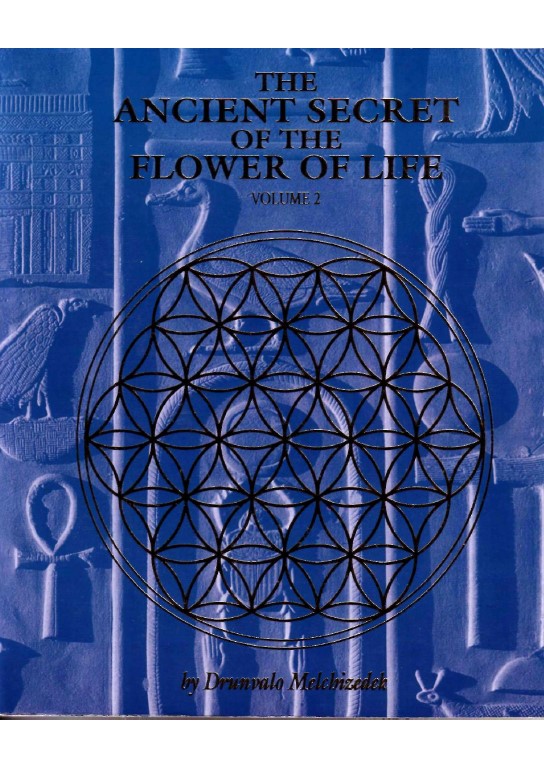 THE
ANCIENT SECRET
OF THE
FLOWER OF LIFE
VOLUME 2
by Drunvalo Melchizedek